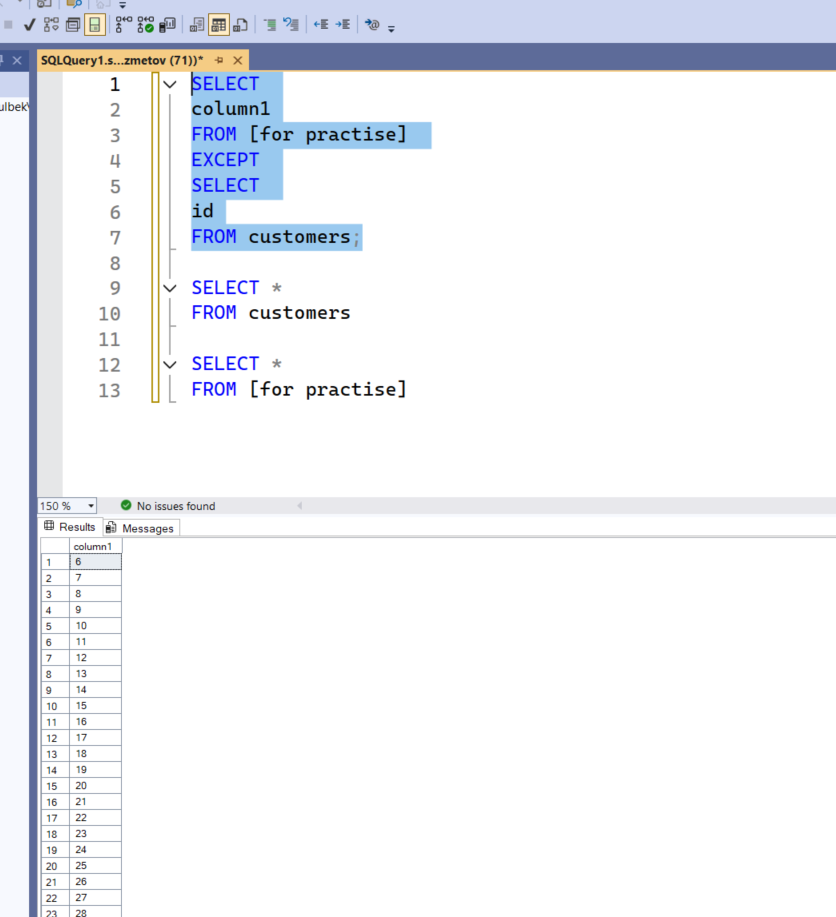 SQLQuery1.s...zmetov (71))*
ulbek\
1 SELECT
2 column1
3 FROM [for practise]
4 EXCEPT
5 SELECT
6 id
7 FROM customers;
8
9 SELECT *
10 FROM customers
11
12 SELECT *
13 FROM [for practise]
150 % No issues found
Results Messages
column1
1 6
2 7
3 8
4 9
5 10
6 11
7 12
8 13
9 14
10 15
11 16
12 17
13 18
14 19
15 20
16 21
17 22
18 23
19 24
20 25
21 26
22 27
23 28